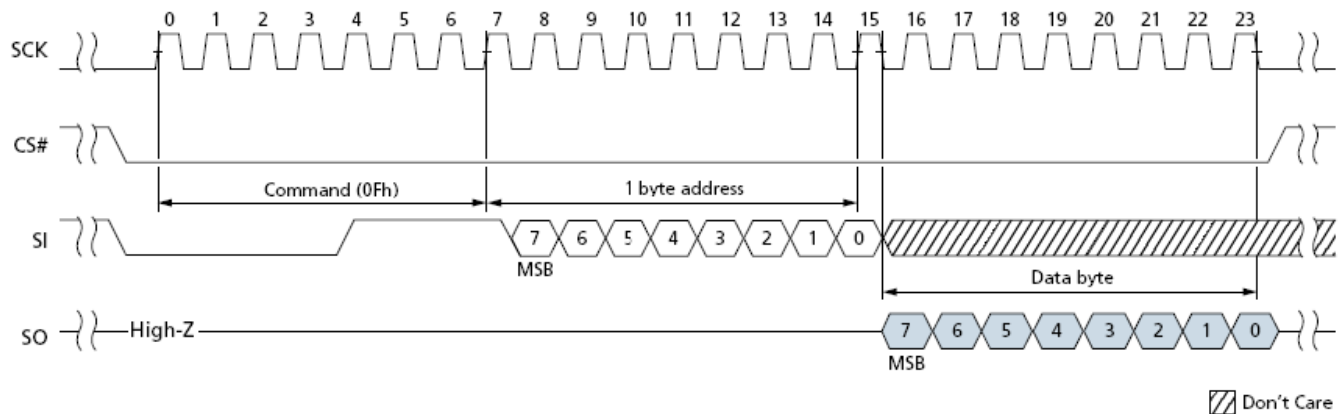 0 1 2 3 4 5 6 7 8 9 10 11 12 13 14 15 16 17 18 19 20 21 22 23
SCK
CS#
Command (0Fh) 1 byte address
SI 7 6 5 4 3 2 1 0
MSB
Data byte
SO High-Z 7 6 5 4 3 2 1 0
MSB
Don't Care